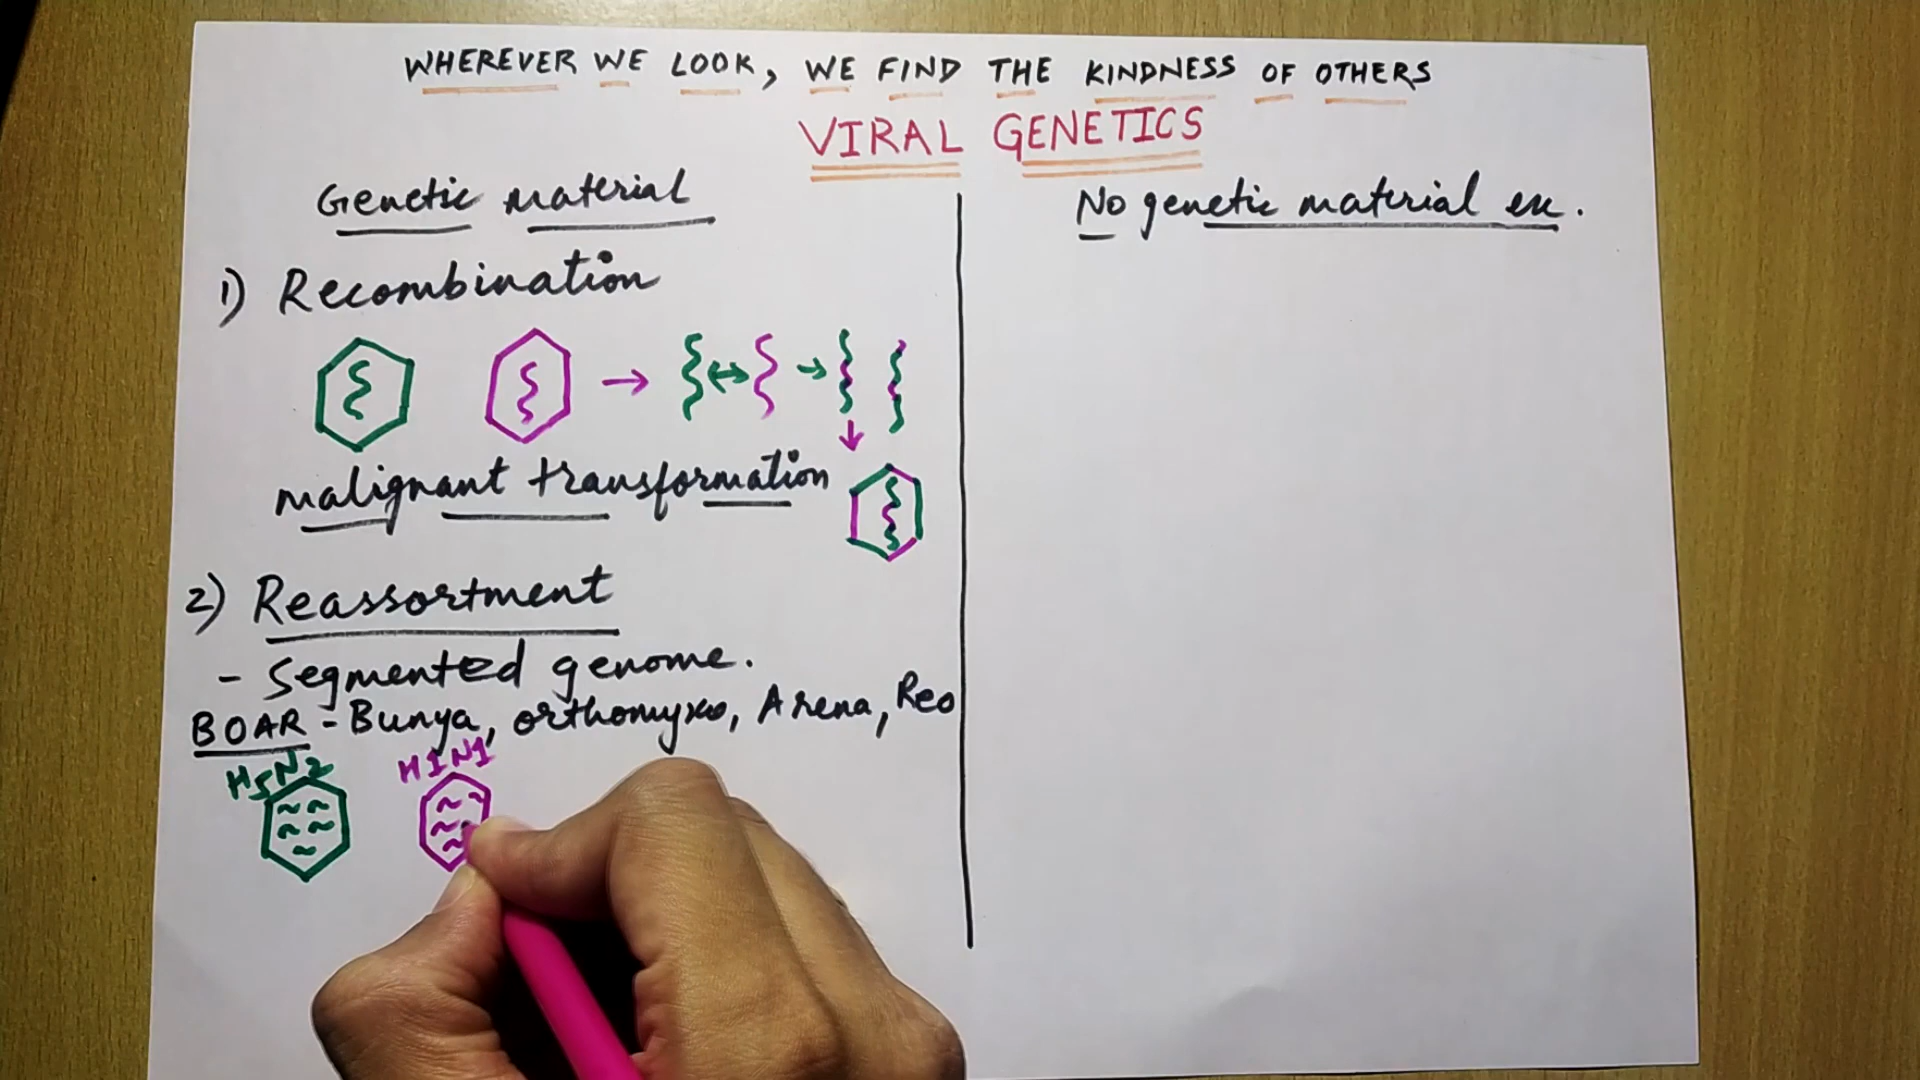 WHEREVER WE LOOK, WE FIND THE KINDNESS OF OTHERS
VIRAL GENETICS
Genetic material
1) Recombination
malignant transformation
2) Reassortment
- Segmented genome.
BOAR - Bunya, orthomyxo, Arena, Reo
H5N2
H1N1
No genetic material ex.